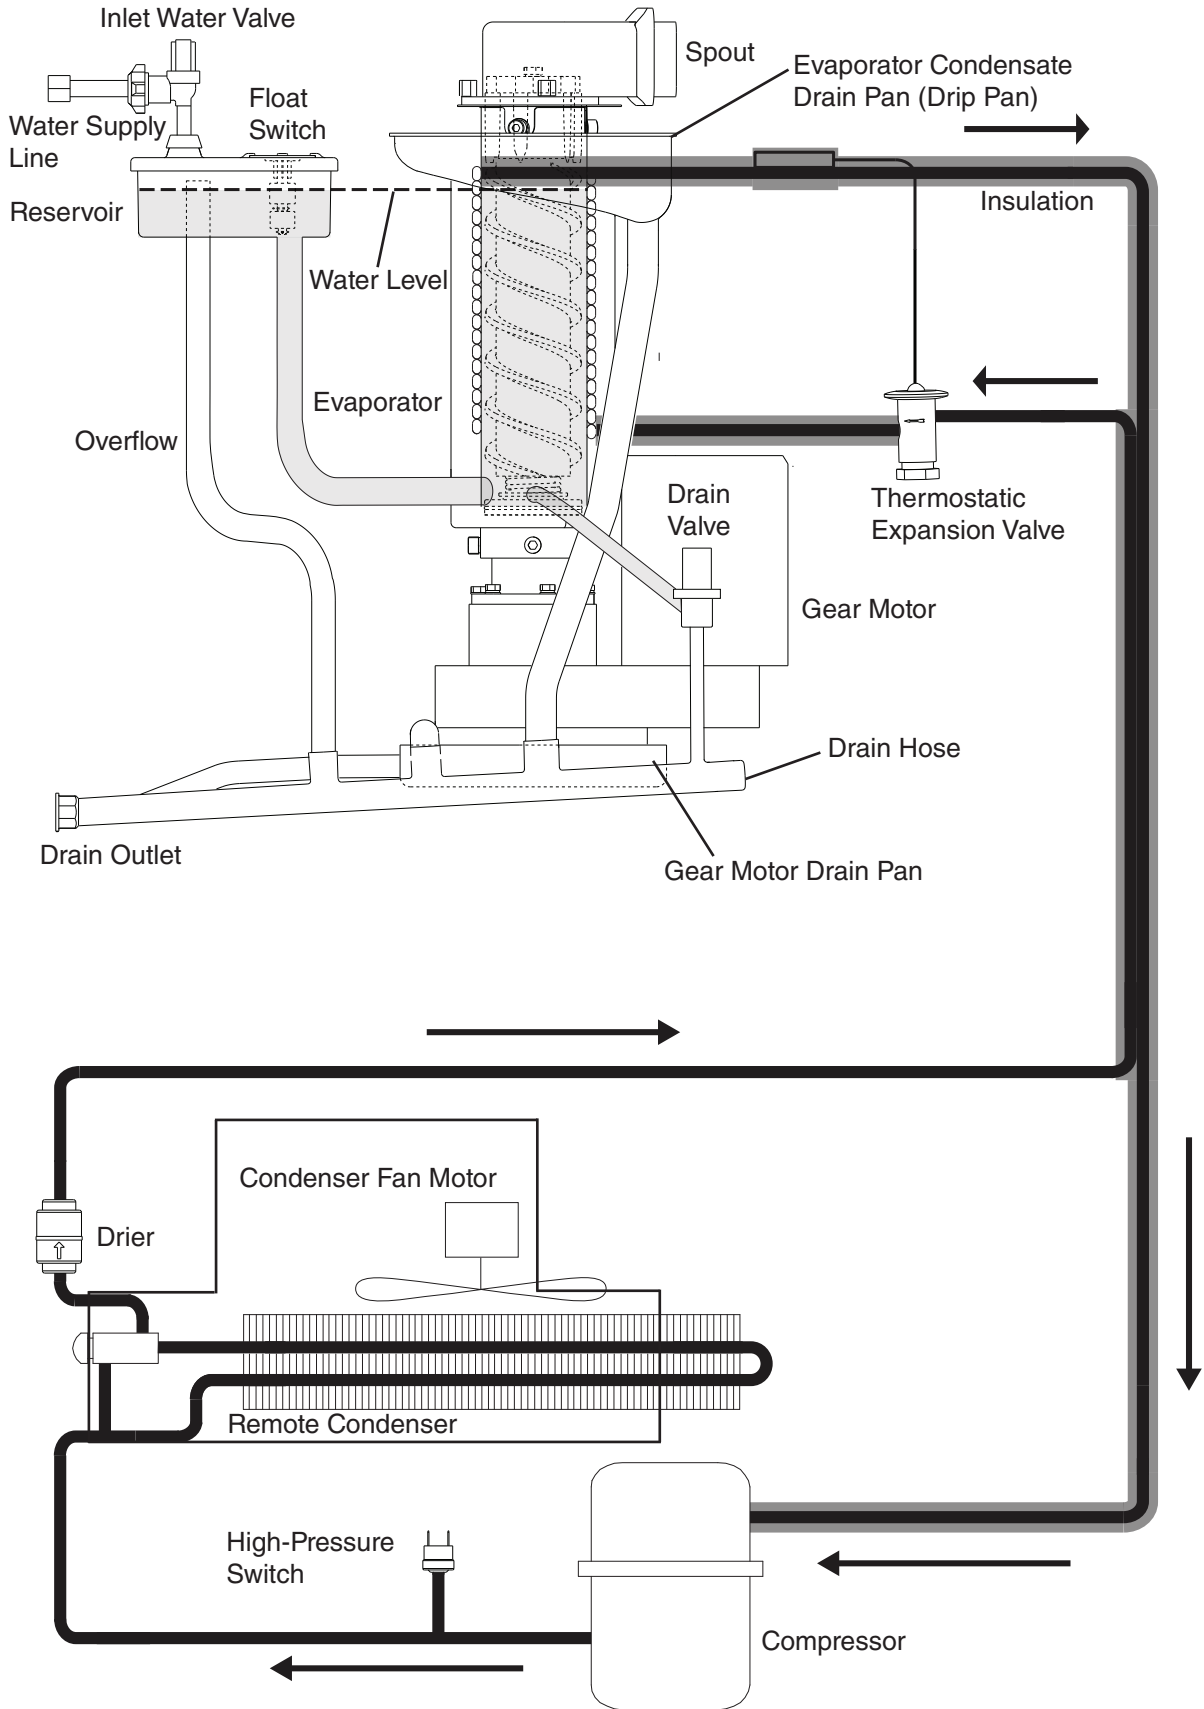 Inlet Water Valve
Spout
Evaporator Condensate
Drain Pan (Drip Pan)
Float
Switch
Water Supply
Line
Reservoir
Insulation
Water Level
Evaporator
Overflow
Drain
Valve
Thermostatic
Expansion Valve
Gear Motor
Drain Hose
Drain Outlet
Gear Motor Drain Pan
Condenser Fan Motor
Drier
Remote Condenser
High-Pressure
Switch
Compressor